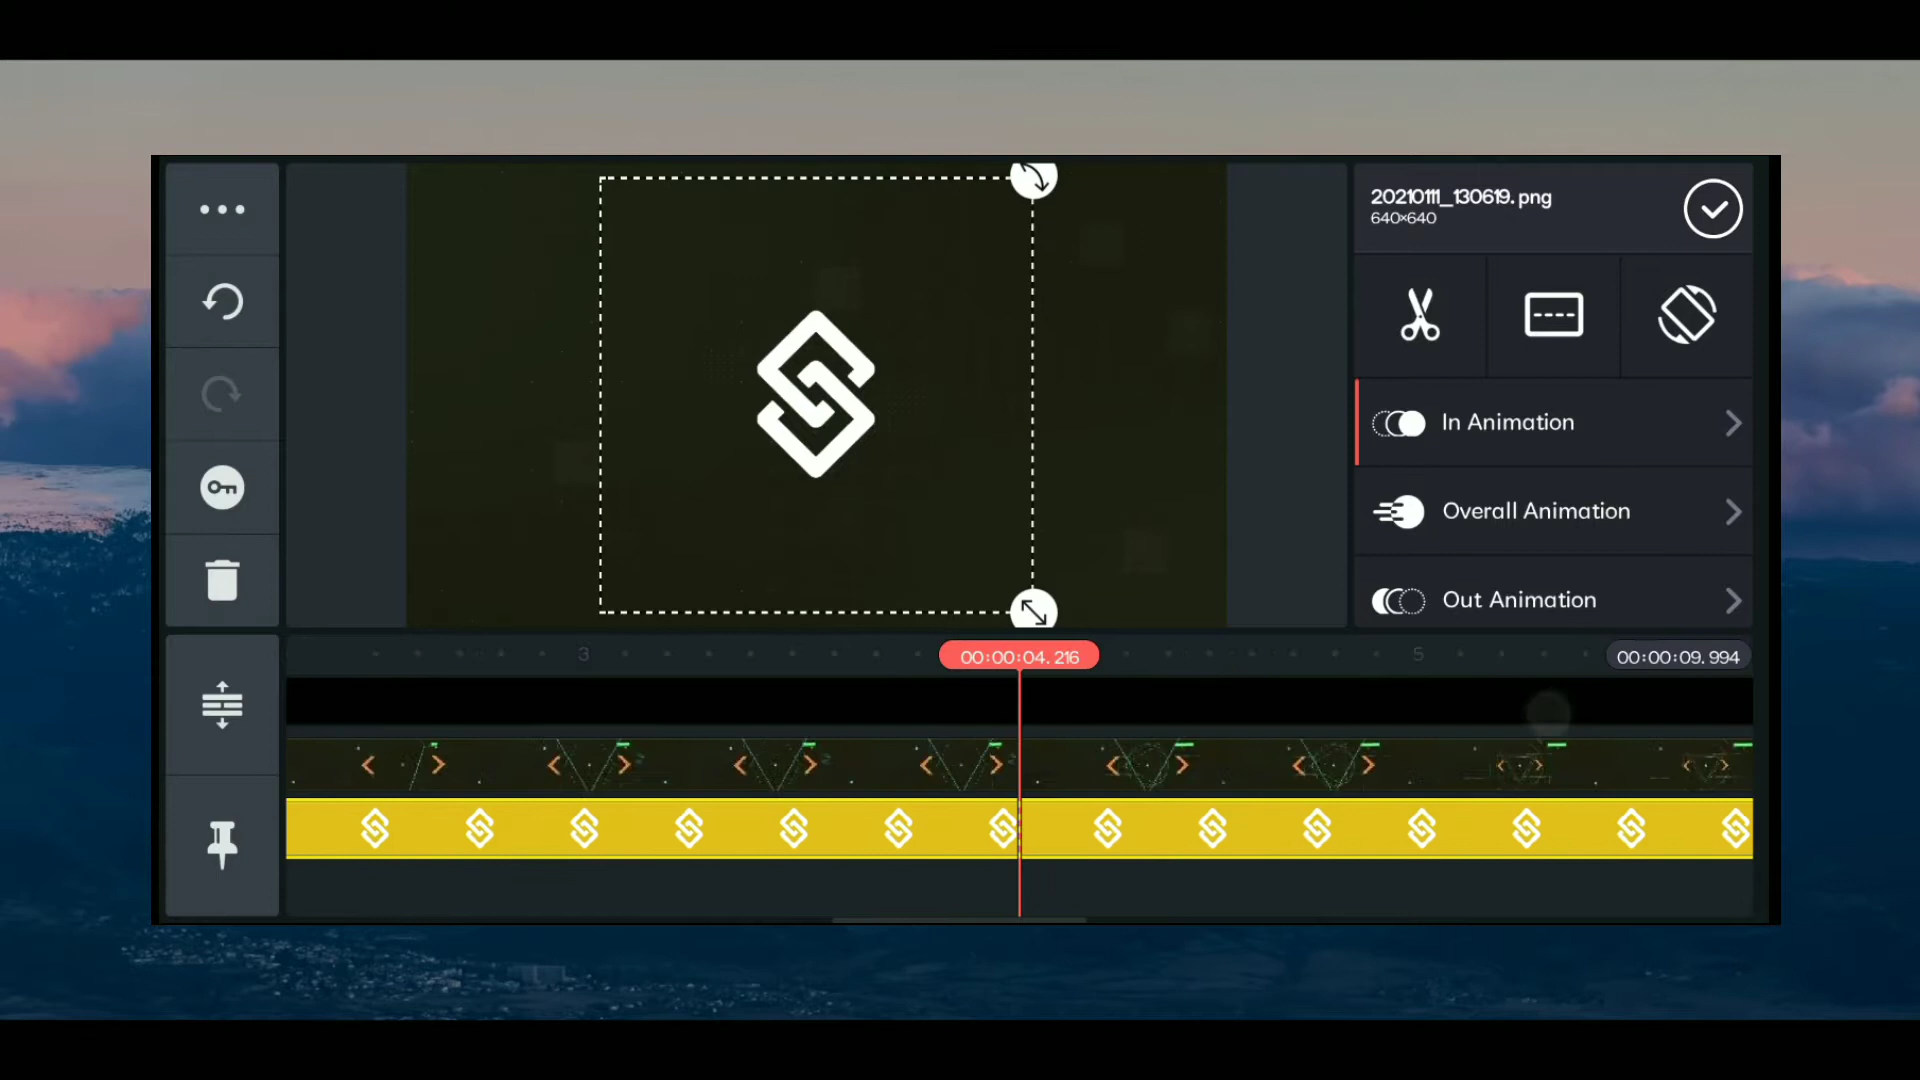 20210111_130619.png
640×640
In Animation
Overall Animation
Out Animation
3
00:00:04.216
5
00:00:09.994